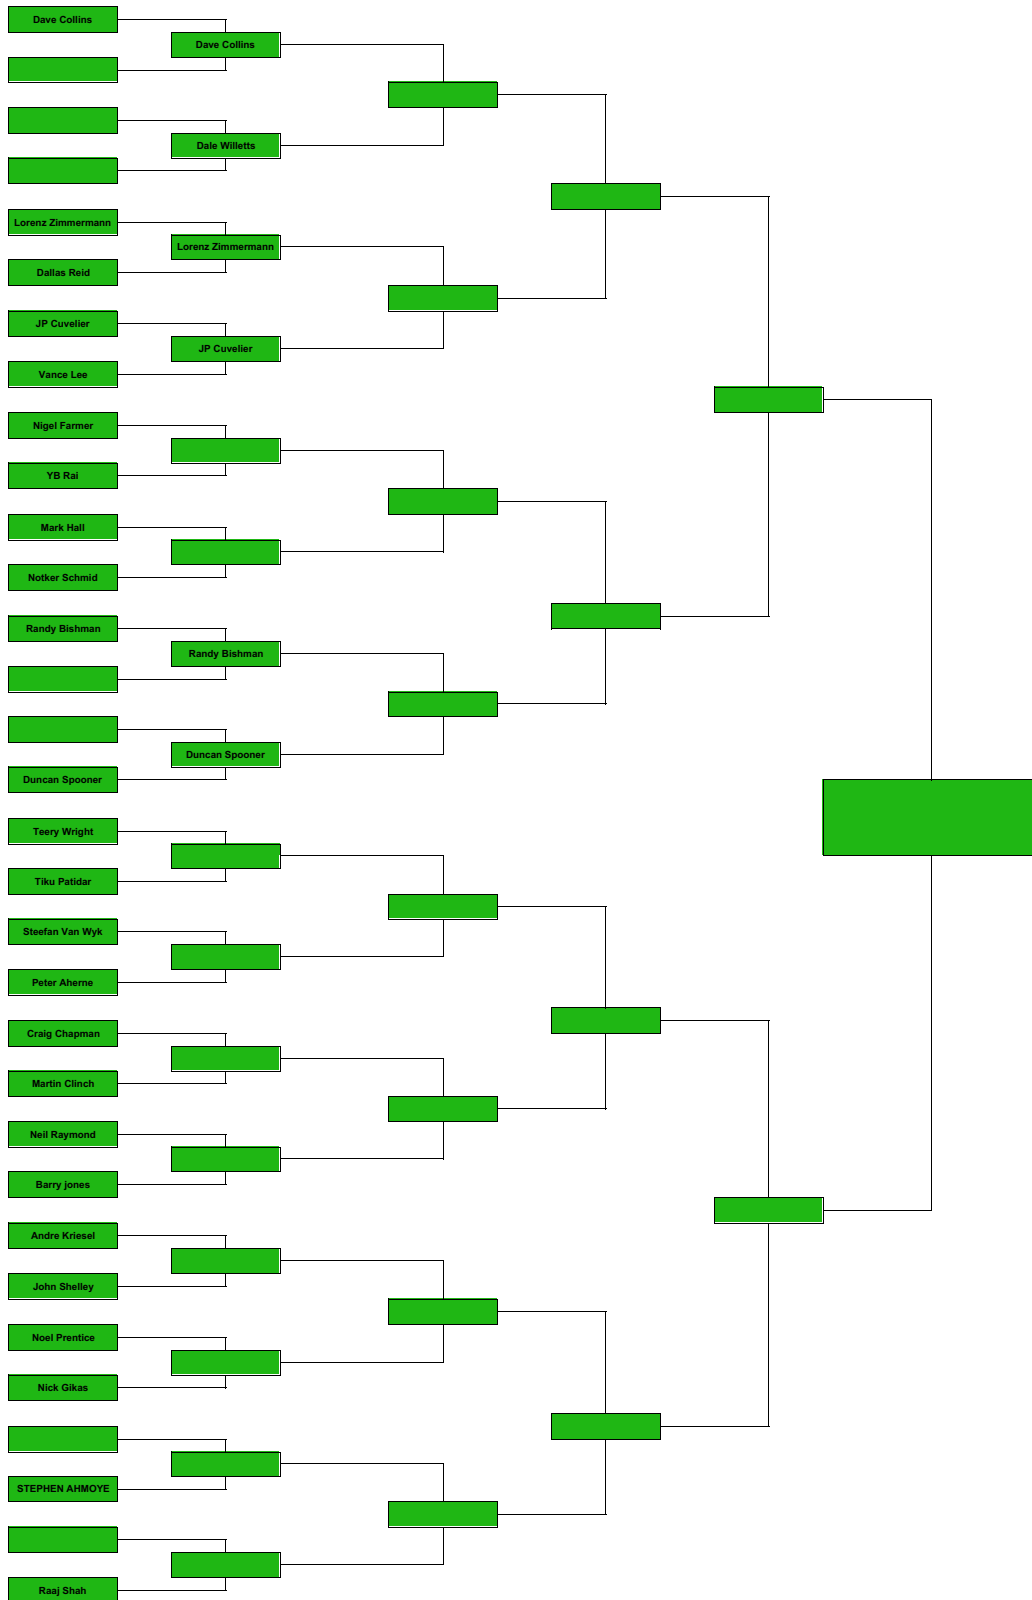 Dave Collins
Dave Collins
Dale Willetts
Lorenz Zimmermann
Lorenz Zimmermann
Dallas Reid
JP Cuvelier
JP Cuvelier
Vance Lee
Nigel Farmer
YB Rai
Mark Hall
Notker Schmid
Randy Bishman
Randy Bishman
Duncan Spooner
Duncan Spooner
Teery Wright
Tiku Patidar
Steefan Van Wyk
Peter Aherne
Craig Chapman
Martin Clinch
Neil Raymond
Barry jones
Andre Kriesel
John Shelley
Noel Prentice
Nick Gikas
STEPHEN AHMOYE
Raaj Shah